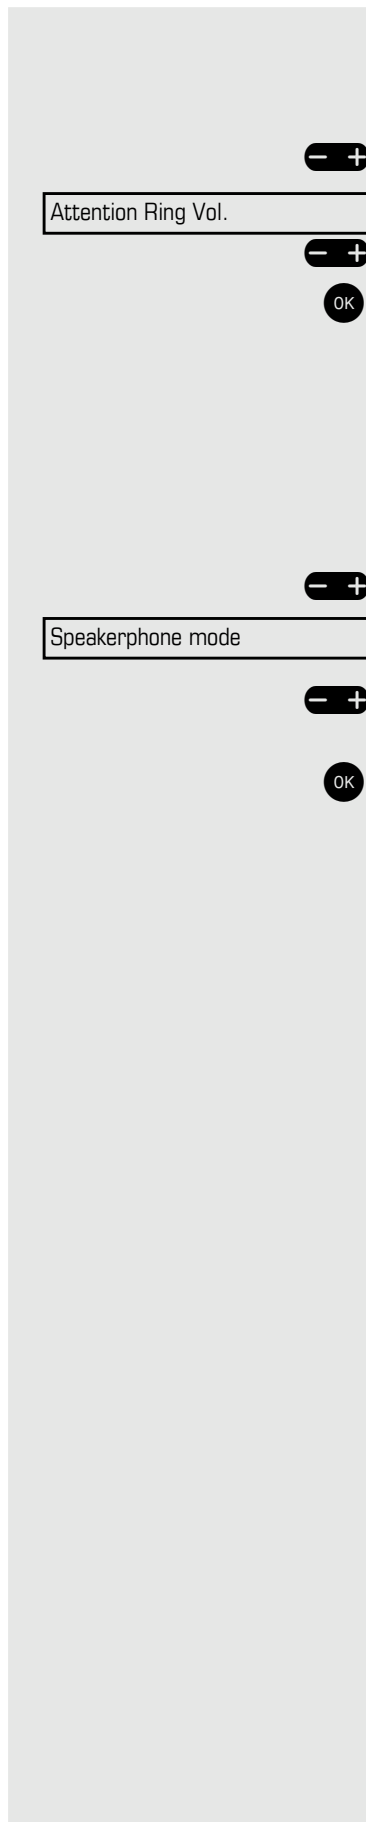 − +
Attention Ring Vol.
− +
OK
− +
Speakerphone mode
− +
OK